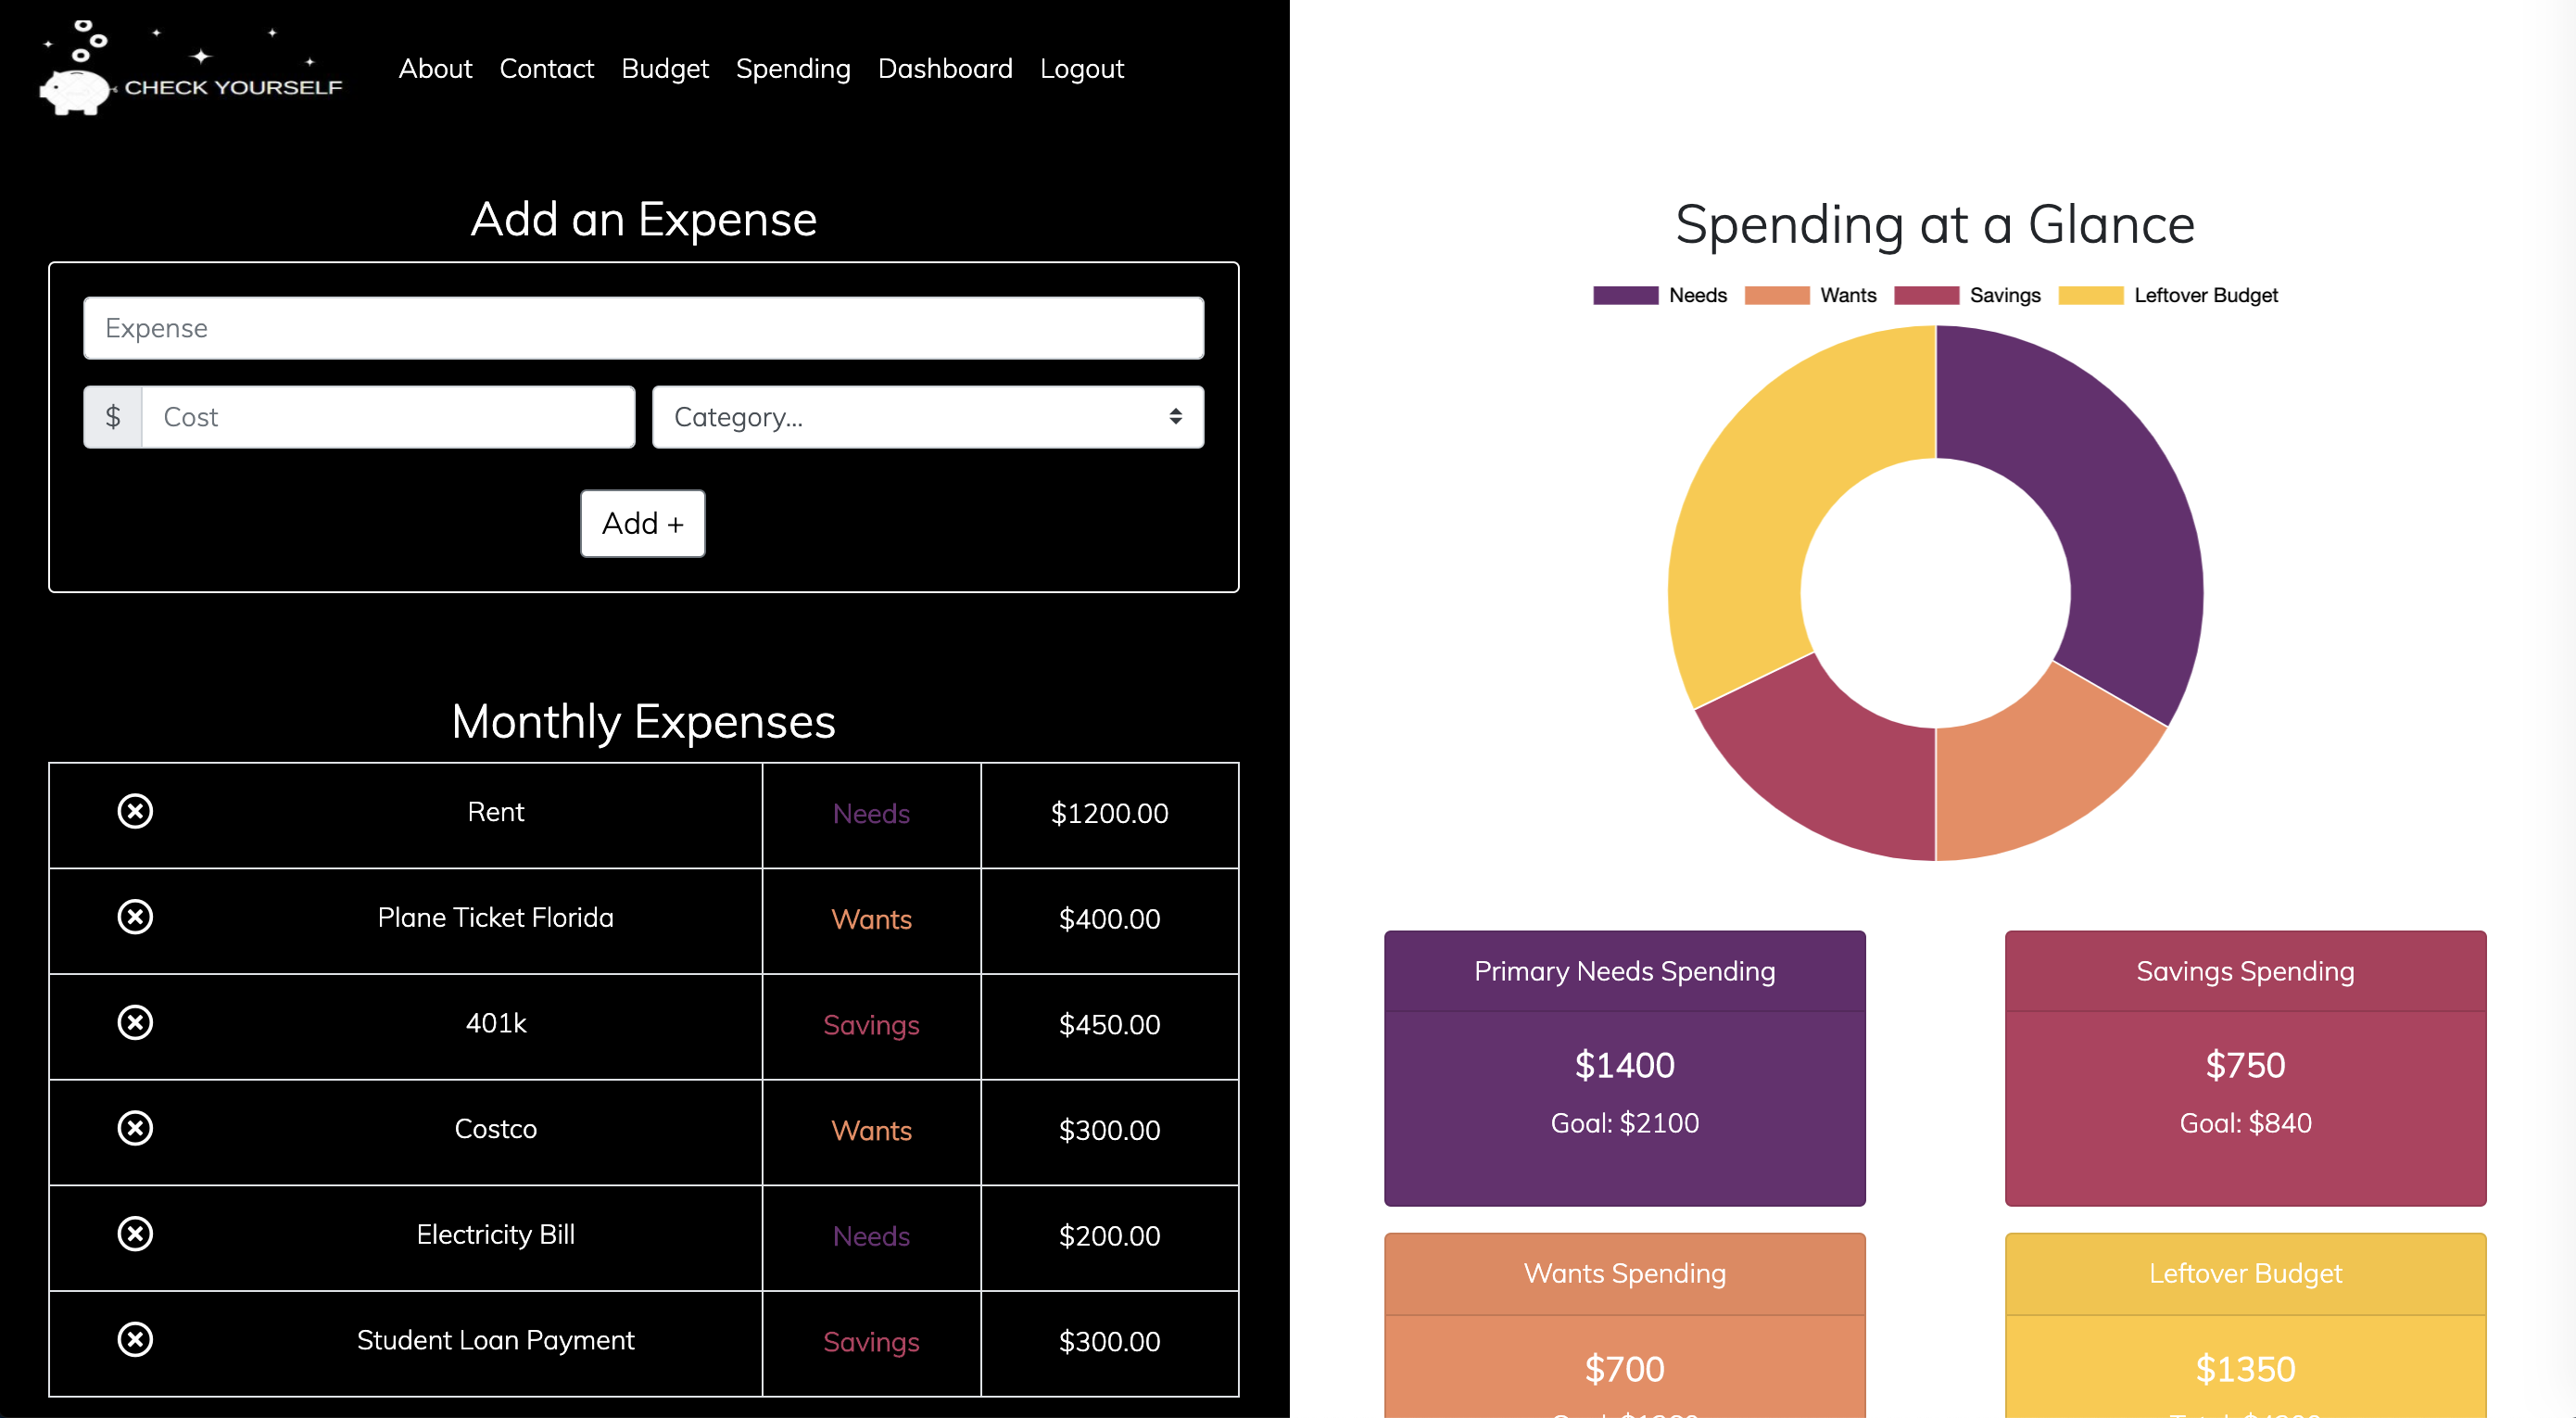 CHECK YOURSELF
About Contact Budget Spending Dashboard Logout
Add an Expense
Expense
$ Cost Category...
Add +
Monthly Expenses
Rent Needs $1200.00
Plane Ticket Florida Wants $400.00
401k Savings $450.00
Costco Wants $300.00
Electricity Bill Needs $200.00
Student Loan Payment Savings $300.00
Spending at a Glance
Needs Wants Savings Leftover Budget
Primary Needs Spending
$1400
Goal: $2100
Savings Spending
$750
Goal: $840
Wants Spending
$700
Leftover Budget
$1350